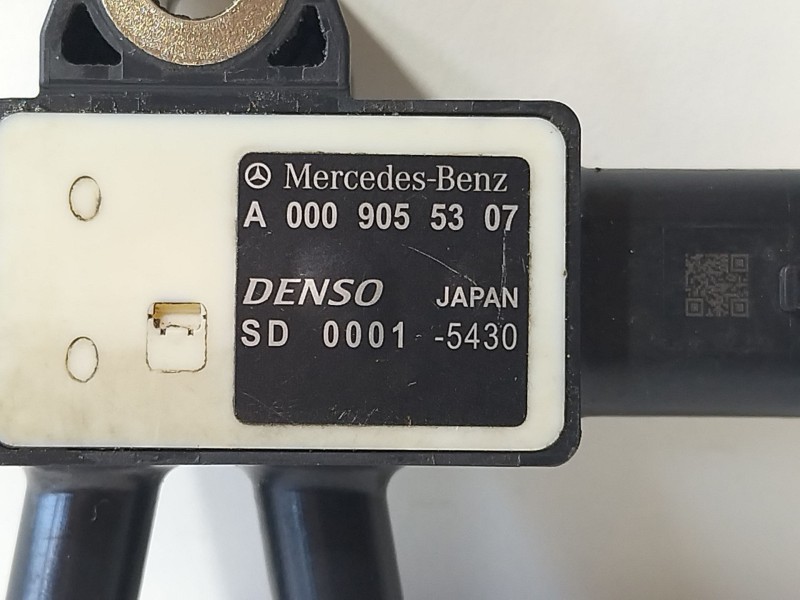 Mercedes-Benz
A 000 905 53 07
DENSO JAPAN
SD 0001 -5430